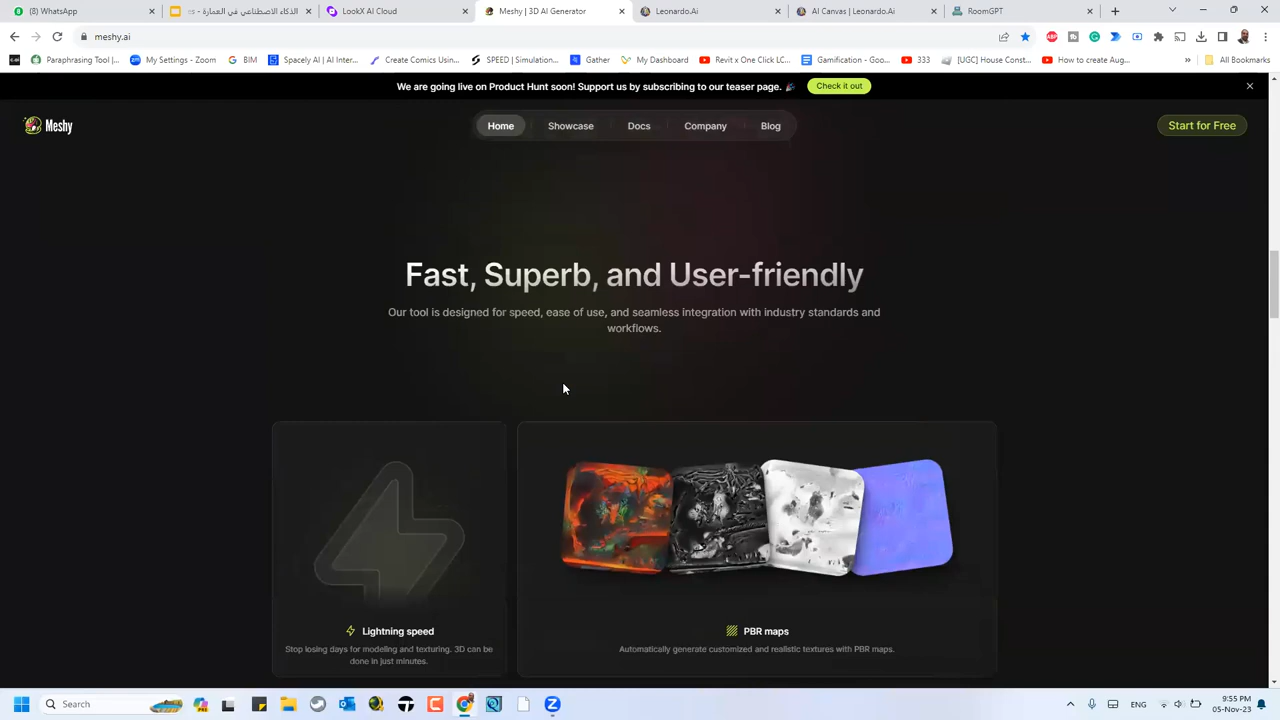 (8) WhatsApp
الذكاء الاصطناعي في العمارة
LookX AI Cloud
Meshy | 3D AI Generator
Leonardo.Ai
AI Canvas | Leonardo.Ai
RoomGPT
meshy.ai
Paraphrasing Tool:...
My Settings - Zoom
BIM
Spacely AI | AI Inter...
Create Comics Using...
SPEED | Simulation...
Gather
My Dashboard
Revit x One Click LC...
Gamification - Goo...
333
[UGC] House Const...
How to create Aug...
»
All Bookmarks
We are going live on Product Hunt soon! Support us by subscribing to our teaser page. 🎉
Check it out
Meshy
Home
Showcase
Docs
Company
Blog
Start for Free
Fast, Superb, and User-friendly
Our tool is designed for speed, ease of use, and seamless integration with industry standards and
workflows.
Lightning speed
Stop losing days for modeling and texturing. 3D can be
done in just minutes.
PBR maps
Automatically generate customized and realistic textures with PBR maps.
Search
ENG
9:55 PM
05-Nov-23